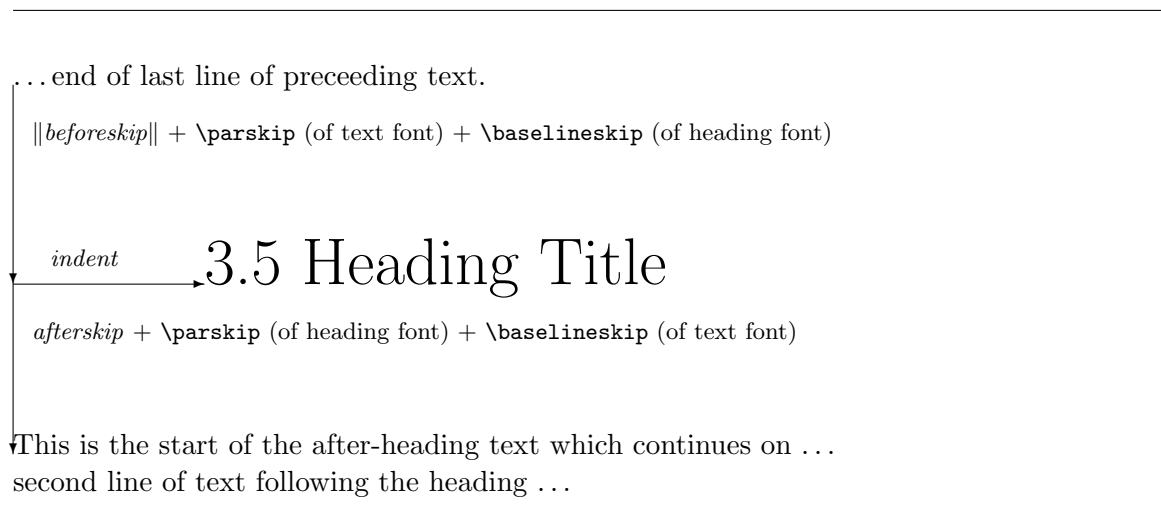 ...end of last line of preceeding text.
‖beforeskip‖ + \parskip (of text font) + \baselineskip (of heading font)
indent
3.5 Heading Title
afterskip + \parskip (of heading font) + \baselineskip (of text font)
This is the start of the after-heading text which continues on ...
second line of text following the heading ...